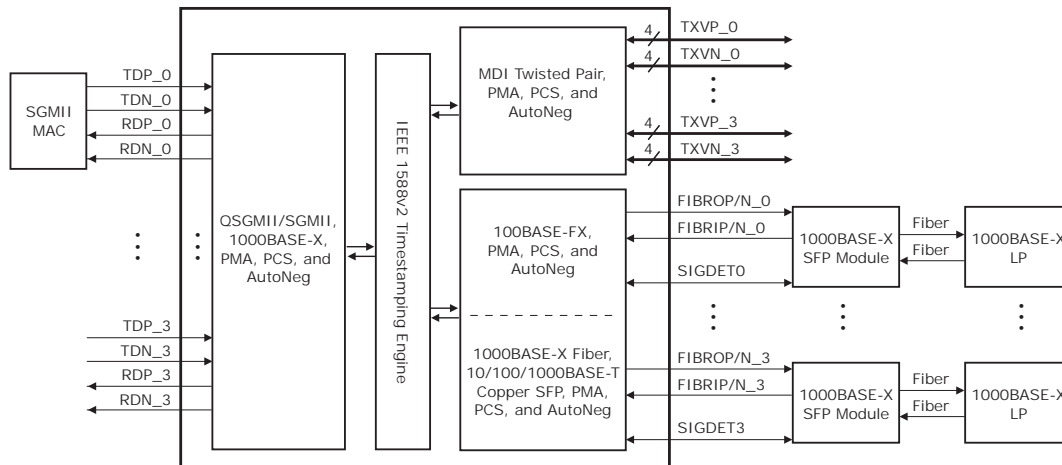 SGMII
MAC
TDP_0
TDN_0
RDP_0
RDN_0
TDP_3
TDN_3
RDP_3
RDN_3
QSGMII/SGMII,
1000BASE-X,
PMA, PCS, and
AutoNeg
IEEE 1588v2 Timestamping Engine
MDI Twisted Pair,
PMA, PCS, and
AutoNeg
4
TXVP_0
4
TXVN_0
4
TXVP_3
4
TXVN_3
100BASE-FX,
PMA, PCS, and
AutoNeg
1000BASE-X Fiber,
10/100/1000BASE-T
Copper SFP, PMA,
PCS, and AutoNeg
FIBROP/N_0
FIBRIP/N_0
SIGDET0
FIBROP/N_3
FIBRIP/N_3
SIGDET3
1000BASE-X
SFP Module
Fiber
Fiber
1000BASE-X
LP
1000BASE-X
SFP Module
Fiber
Fiber
1000BASE-X
LP